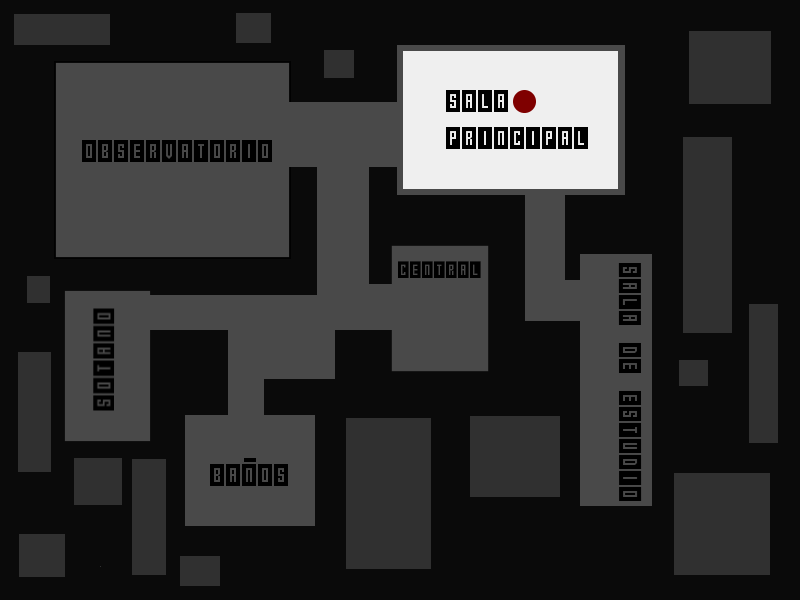 SALA
PRINCIPAL
OBSERVATORIO
CENTRAL
SALA DE ESTUDIO
SOTANO
BAÑOS